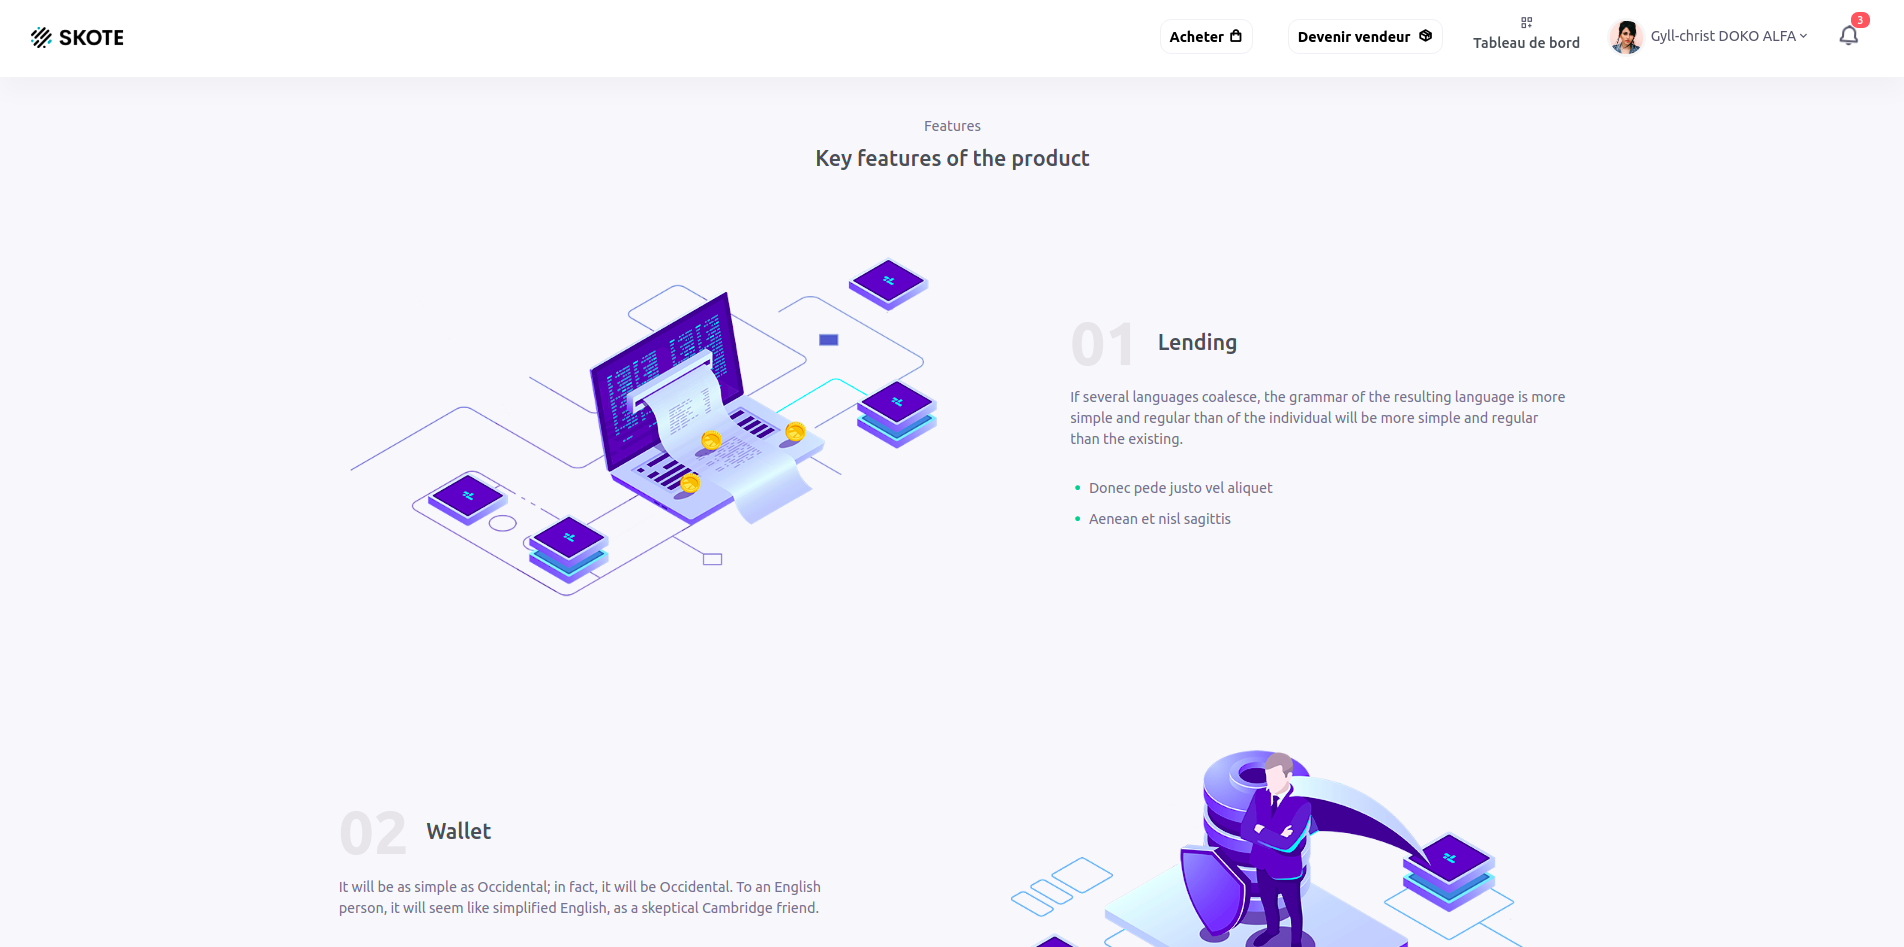 SKOTE
Acheter
Devenir vendeur
Tableau de bord
Gyll-christ DOKO ALFA
3
Features
Key features of the product
01 Lending
If several languages coalesce, the grammar of the resulting language is more
simple and regular than of the individual will be more simple and regular
than the existing.
Donec pede justo vel aliquet
Aenean et nisl sagittis
02 Wallet
It will be as simple as Occidental; in fact, it will be Occidental. To an English
person, it will seem like simplified English, as a skeptical Cambridge friend.